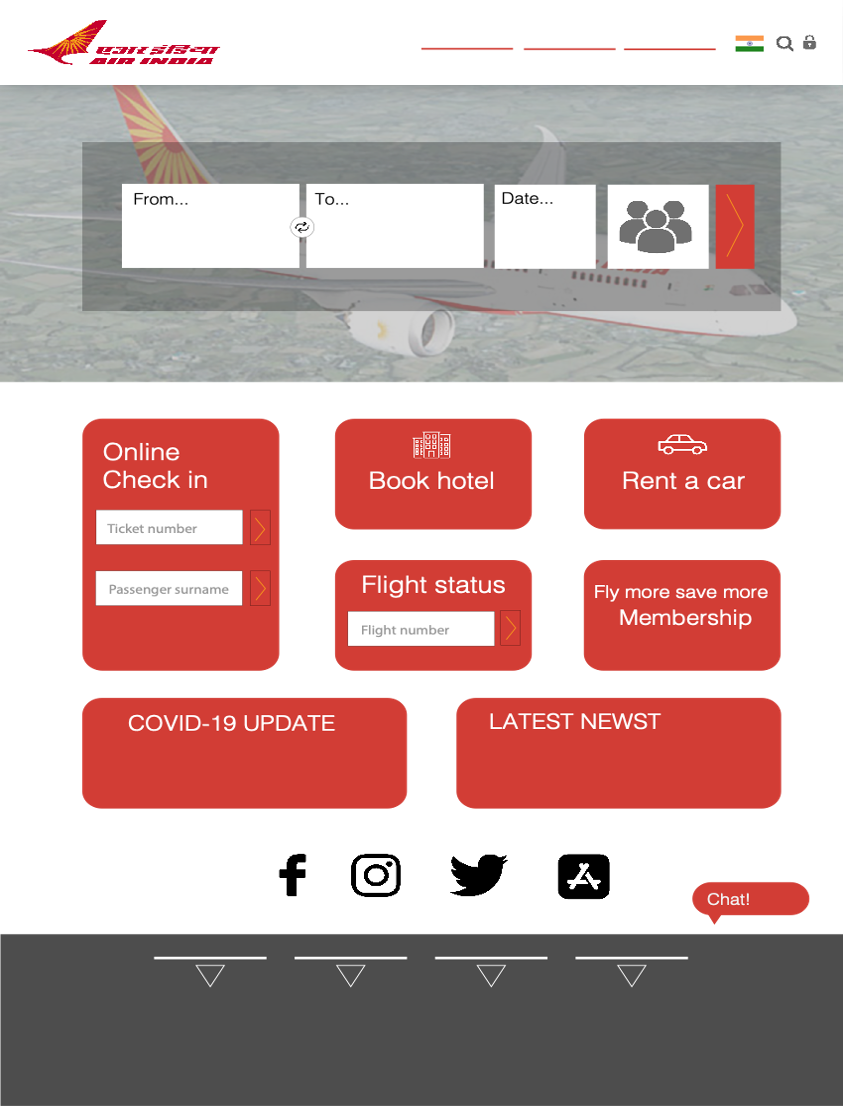 एअर इंडिया
AIR INDIA
From...
To...
Date...
Online
Check in
Ticket number
Passenger surname
Book hotel
Rent a car
Flight status
Flight number
Fly more save more
Membership
COVID-19 UPDATE
LATEST NEWST
Chat!